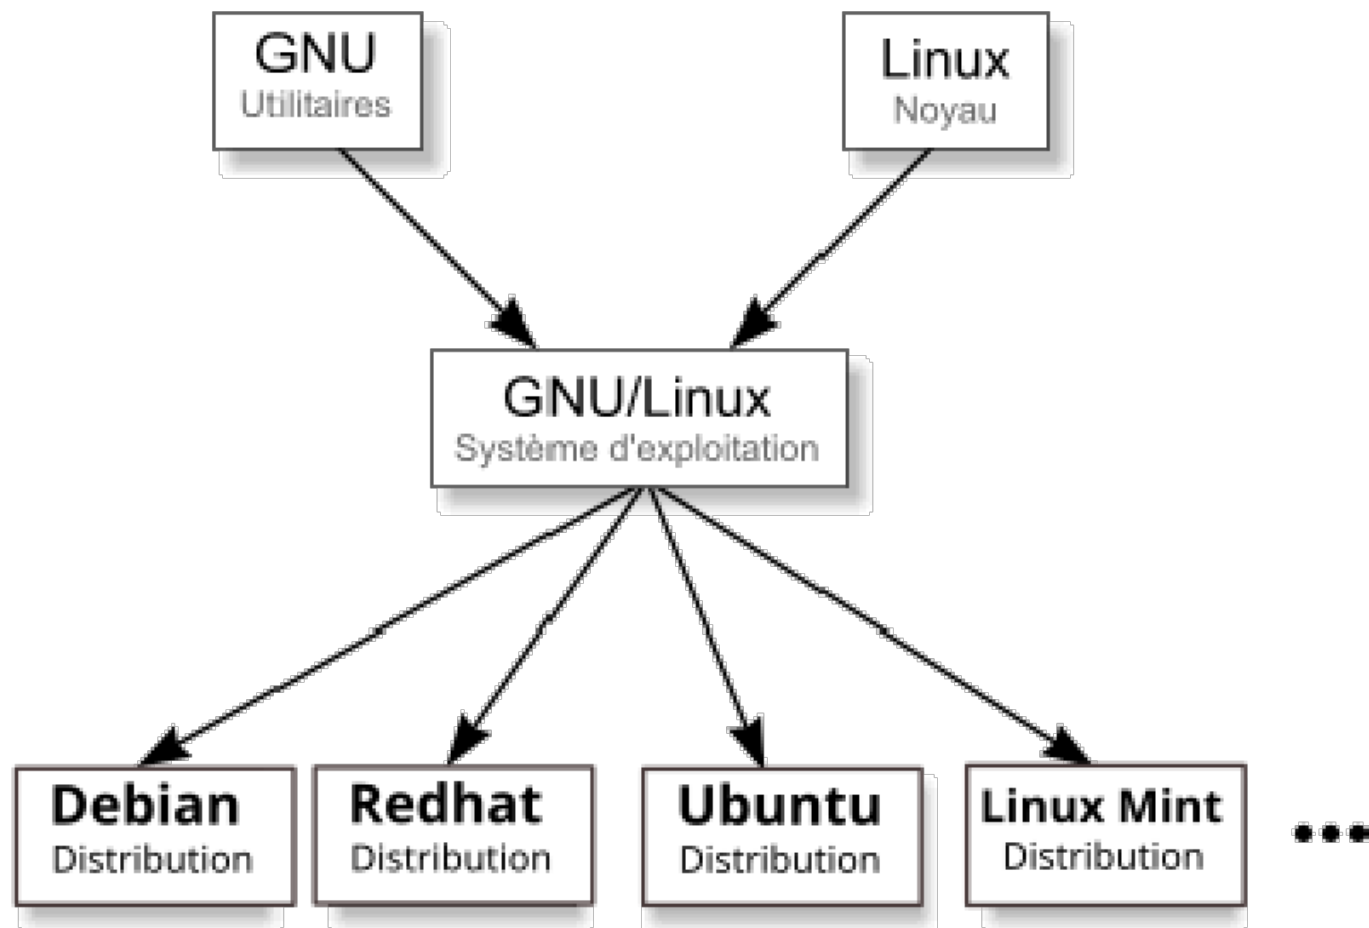 GNU
Utilitaires
Linux
Noyau
GNU/Linux
Système d'exploitation
Debian
Distribution
Redhat
Distribution
Ubuntu
Distribution
Linux Mint
Distribution
...